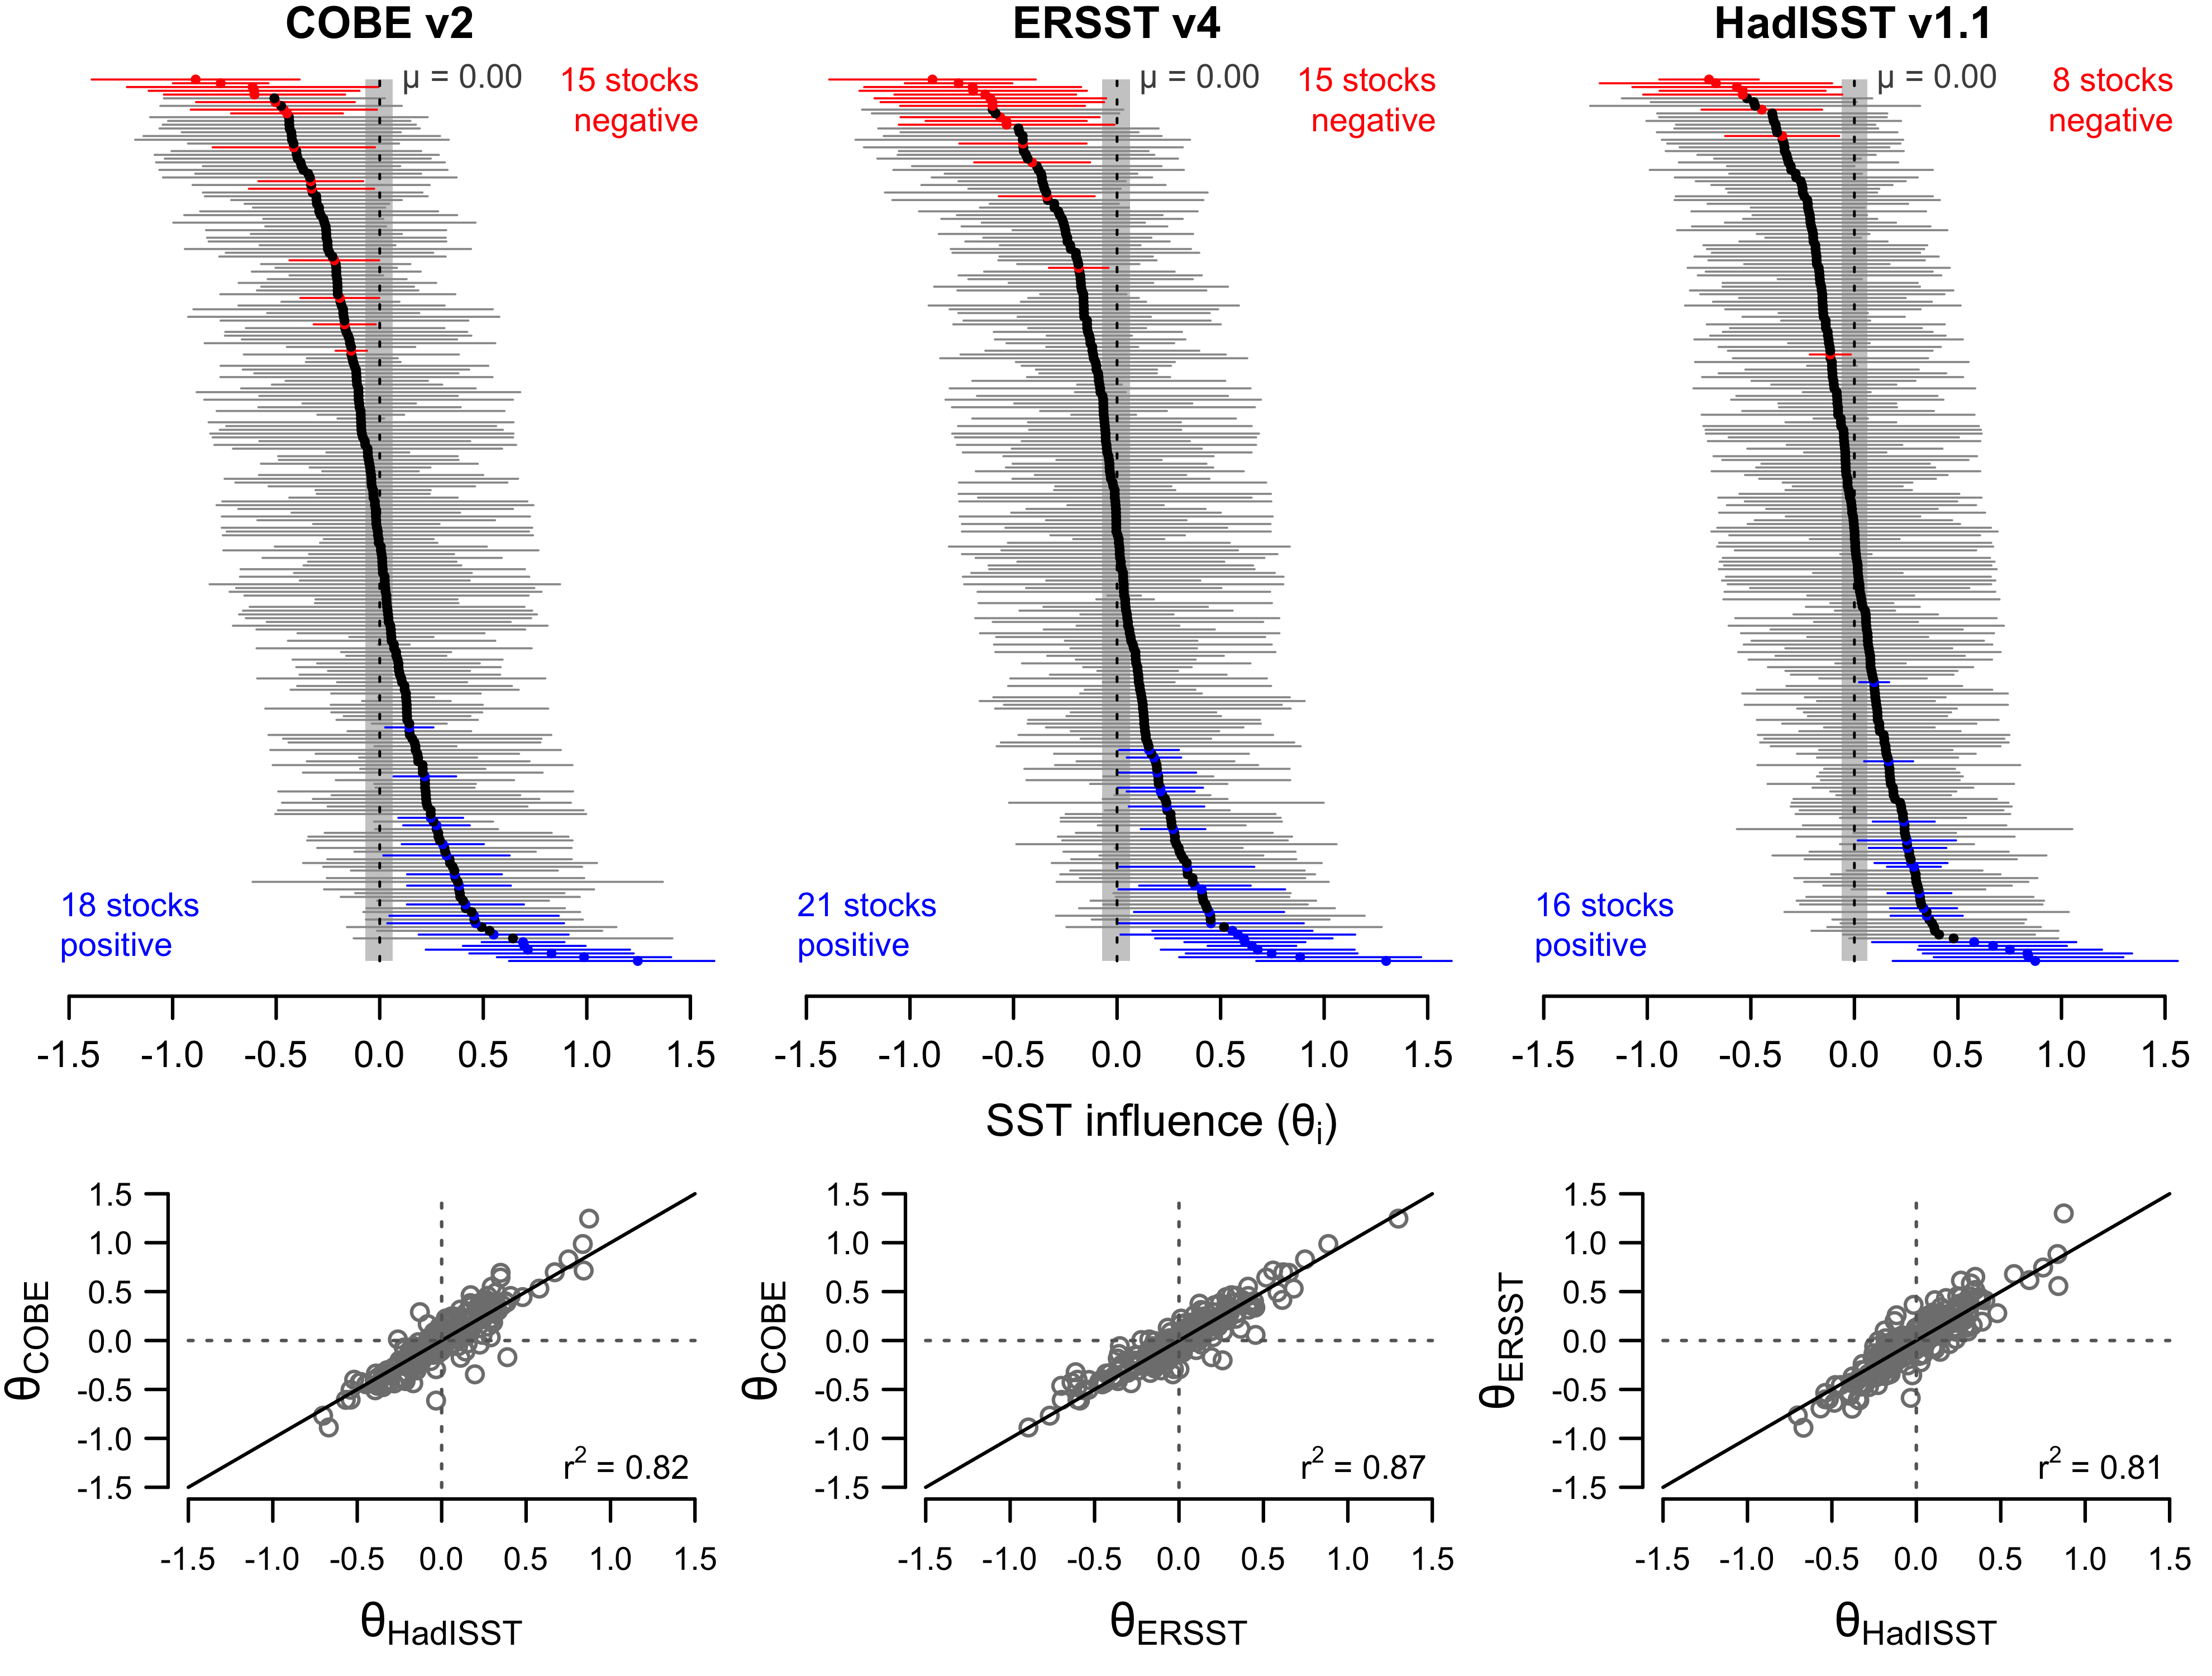 COBE v2
ERSST v4
HadISST v1.1
μ = 0.00
15 stocks
negative
μ = 0.00
15 stocks
negative
μ = 0.00
8 stocks
negative
18 stocks
positive
21 stocks
positive
16 stocks
positive
-1.5 -1.0 -0.5 0.0 0.5 1.0 1.5
-1.5 -1.0 -0.5 0.0 0.5 1.0 1.5
-1.5 -1.0 -0.5 0.0 0.5 1.0 1.5
SST influence (θi)
θCOBE
1.5
1.0
0.5
0.0
-0.5
-1.0
-1.5
r2 = 0.82
-1.5 -1.0 -0.5 0.0 0.5 1.0 1.5
θHadISST
θCOBE
1.5
1.0
0.5
0.0
-0.5
-1.0
-1.5
r2 = 0.87
-1.5 -1.0 -0.5 0.0 0.5 1.0 1.5
θERSST
θERSST
1.5
1.0
0.5
0.0
-0.5
-1.0
-1.5
r2 = 0.81
-1.5 -1.0 -0.5 0.0 0.5 1.0 1.5
θHadISST